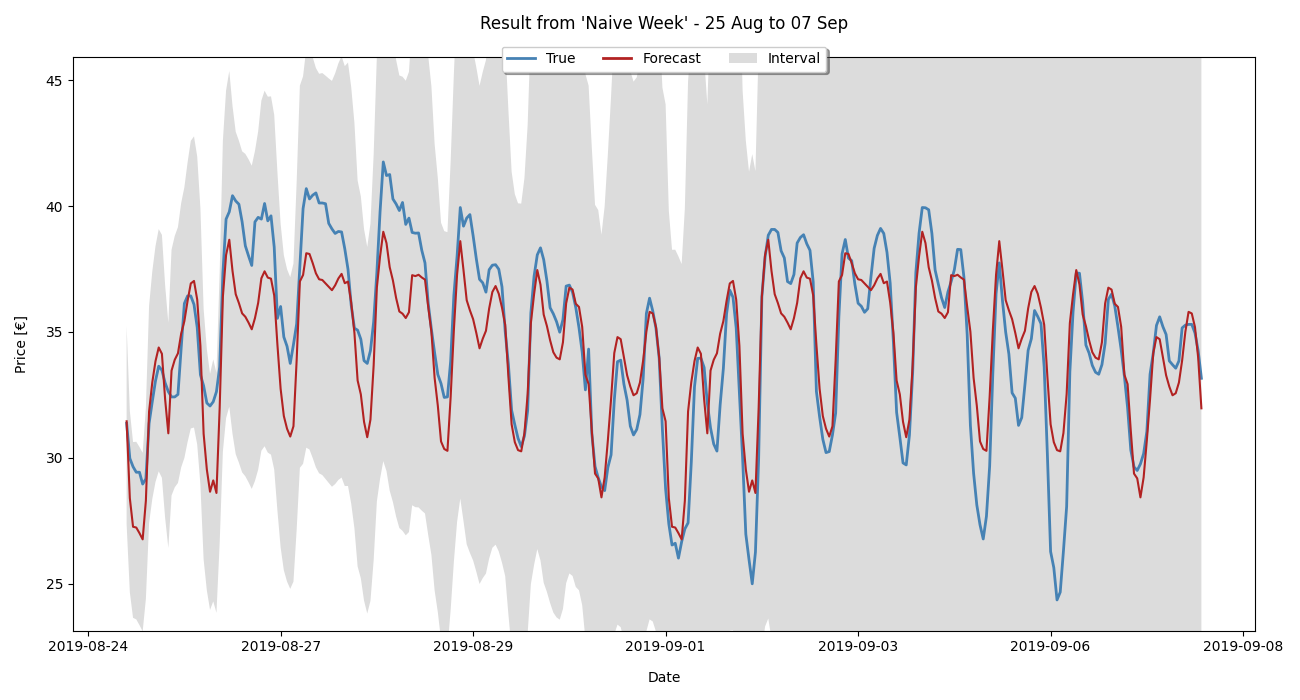 Result from 'Naive Week' - 25 Aug to 07 Sep
True Forecast Interval
Price [€]
45
40
35
30
25
2019-08-24 2019-08-27 2019-08-29 2019-09-01 2019-09-03 2019-09-06 2019-09-08
Date